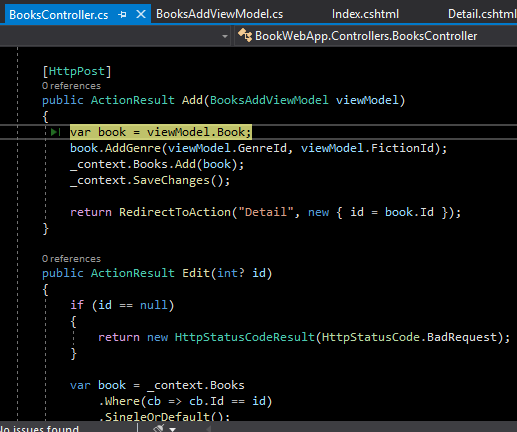 BooksController.cs BooksAddViewModel.cs Index.cshtml Detail.cshtml
BookWebApp.Controllers.BooksController
[HttpPost]
0 references
public ActionResult Add(BooksAddViewModel viewModel)
{
var book = viewModel.Book;
book.AddGenre(viewModel.GenreId, viewModel.FictionId);
_context.Books.Add(book);
_context.SaveChanges();
return RedirectToAction("Detail", new { id = book.Id });
}
0 references
public ActionResult Edit(int? id)
{
if (id == null)
{
return new HttpStatusCodeResult(HttpStatusCode.BadRequest);
}
var book = _context.Books
.Where(cb => cb.Id == id)
.SingleOrDefault();
No issues found